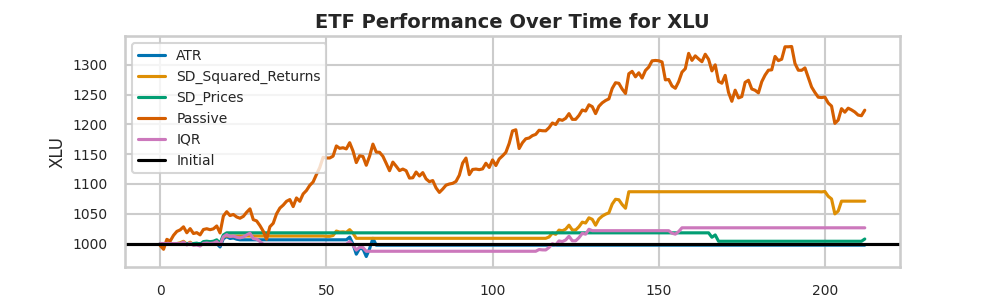 ETF Performance Over Time for XLU
XLU
1300
1250
1200
1150
1100
1050
1000
ATR
SD_Squared_Returns
SD_Prices
Passive
IQR
Initial
0 50 100 150 200